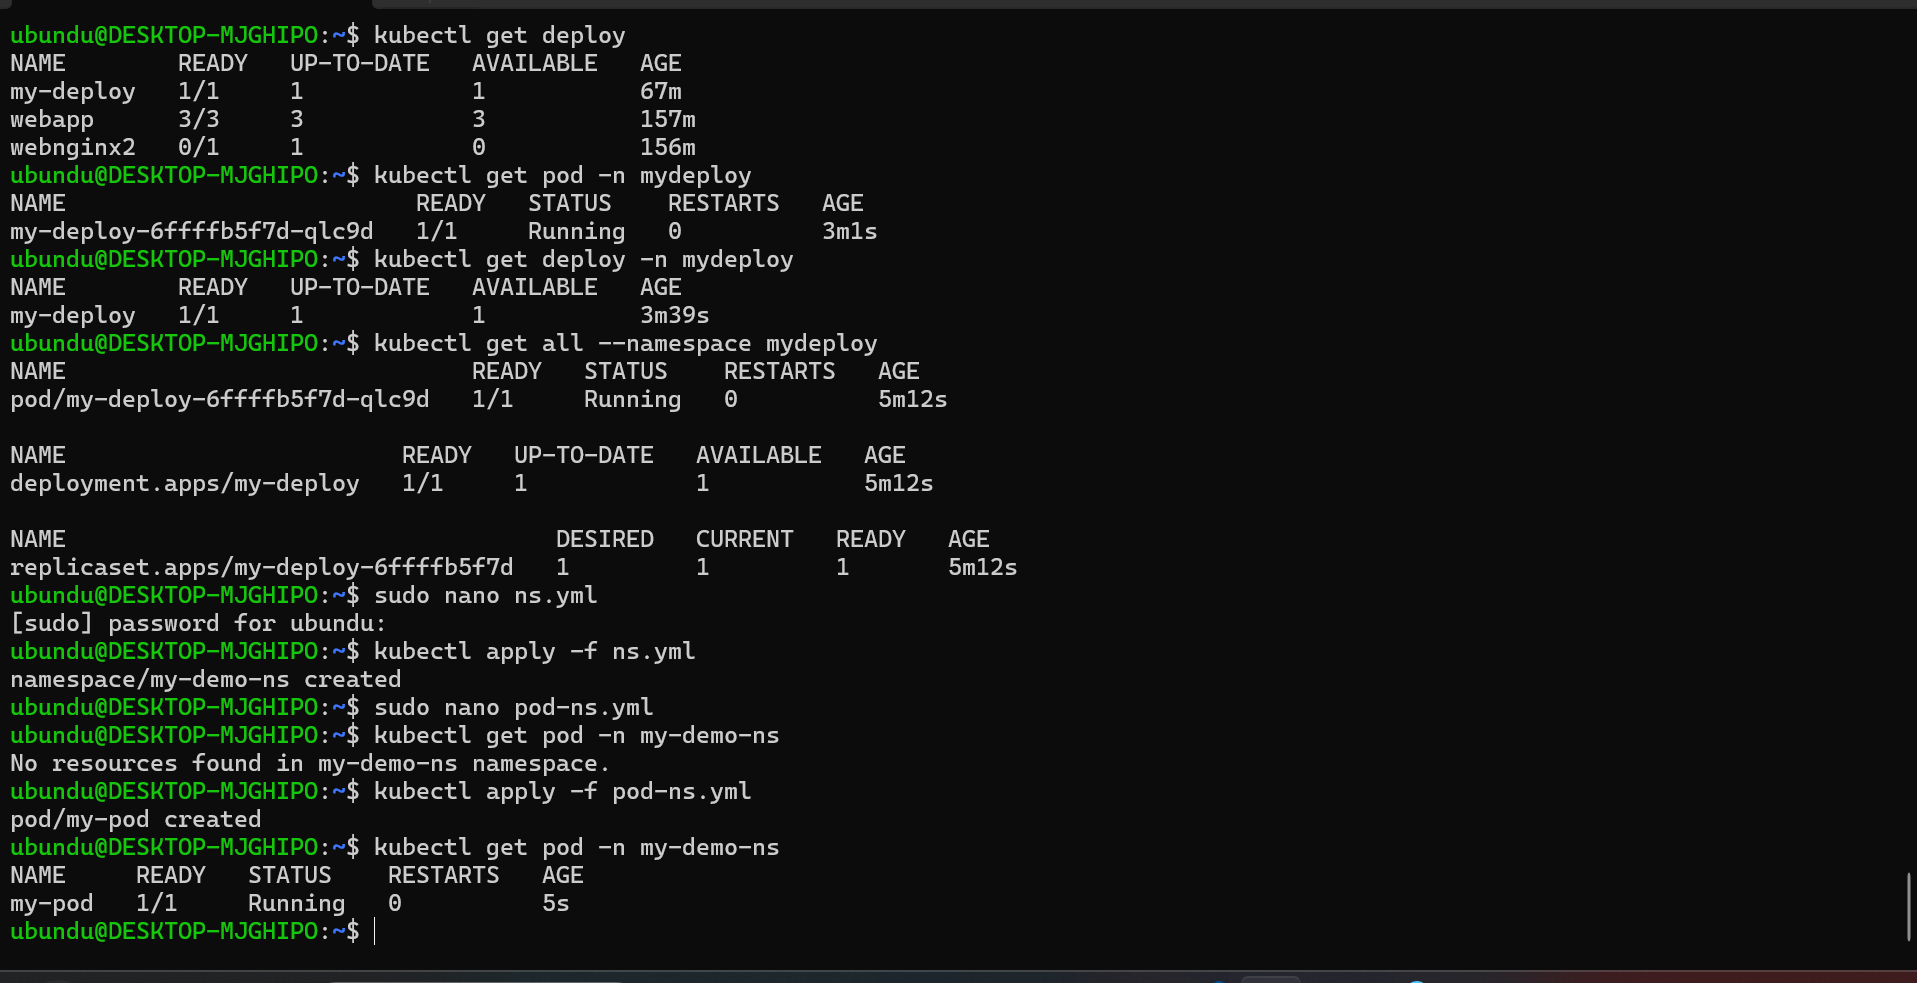 ubundu@DESKTOP-MJGHIPO:~$ kubectl get deploy
NAME        READY   UP-TO-DATE   AVAILABLE   AGE
my-deploy   1/1     1            1           67m
webapp      3/3     3            3           157m
webnginx2   0/1     1            0           156m
ubundu@DESKTOP-MJGHIPO:~$ kubectl get pod -n mydeploy
NAME                         READY   STATUS    RESTARTS   AGE
my-deploy-6ffffb5f7d-qlc9d   1/1     Running   0          3m1s
ubundu@DESKTOP-MJGHIPO:~$ kubectl get deploy -n mydeploy
NAME        READY   UP-TO-DATE   AVAILABLE   AGE
my-deploy   1/1     1            1           3m39s
ubundu@DESKTOP-MJGHIPO:~$ kubectl get all --namespace mydeploy
NAME                             READY   STATUS    RESTARTS   AGE
pod/my-deploy-6ffffb5f7d-qlc9d   1/1     Running   0          5m12s

NAME                        READY   UP-TO-DATE   AVAILABLE   AGE
deployment.apps/my-deploy   1/1     1            1           5m12s

NAME                                   DESIRED   CURRENT   READY   AGE
replicaset.apps/my-deploy-6ffffb5f7d   1         1         1       5m12s
ubundu@DESKTOP-MJGHIPO:~$ sudo nano ns.yml
[sudo] password for ubundu:
ubundu@DESKTOP-MJGHIPO:~$ kubectl apply -f ns.yml
namespace/my-demo-ns created
ubundu@DESKTOP-MJGHIPO:~$ sudo nano pod-ns.yml
ubundu@DESKTOP-MJGHIPO:~$ kubectl get pod -n my-demo-ns
No resources found in my-demo-ns namespace.
ubundu@DESKTOP-MJGHIPO:~$ kubectl apply -f pod-ns.yml
pod/my-pod created
ubundu@DESKTOP-MJGHIPO:~$ kubectl get pod -n my-demo-ns
NAME     READY   STATUS    RESTARTS   AGE
my-pod   1/1     Running   0          5s
ubundu@DESKTOP-MJGHIPO:~$